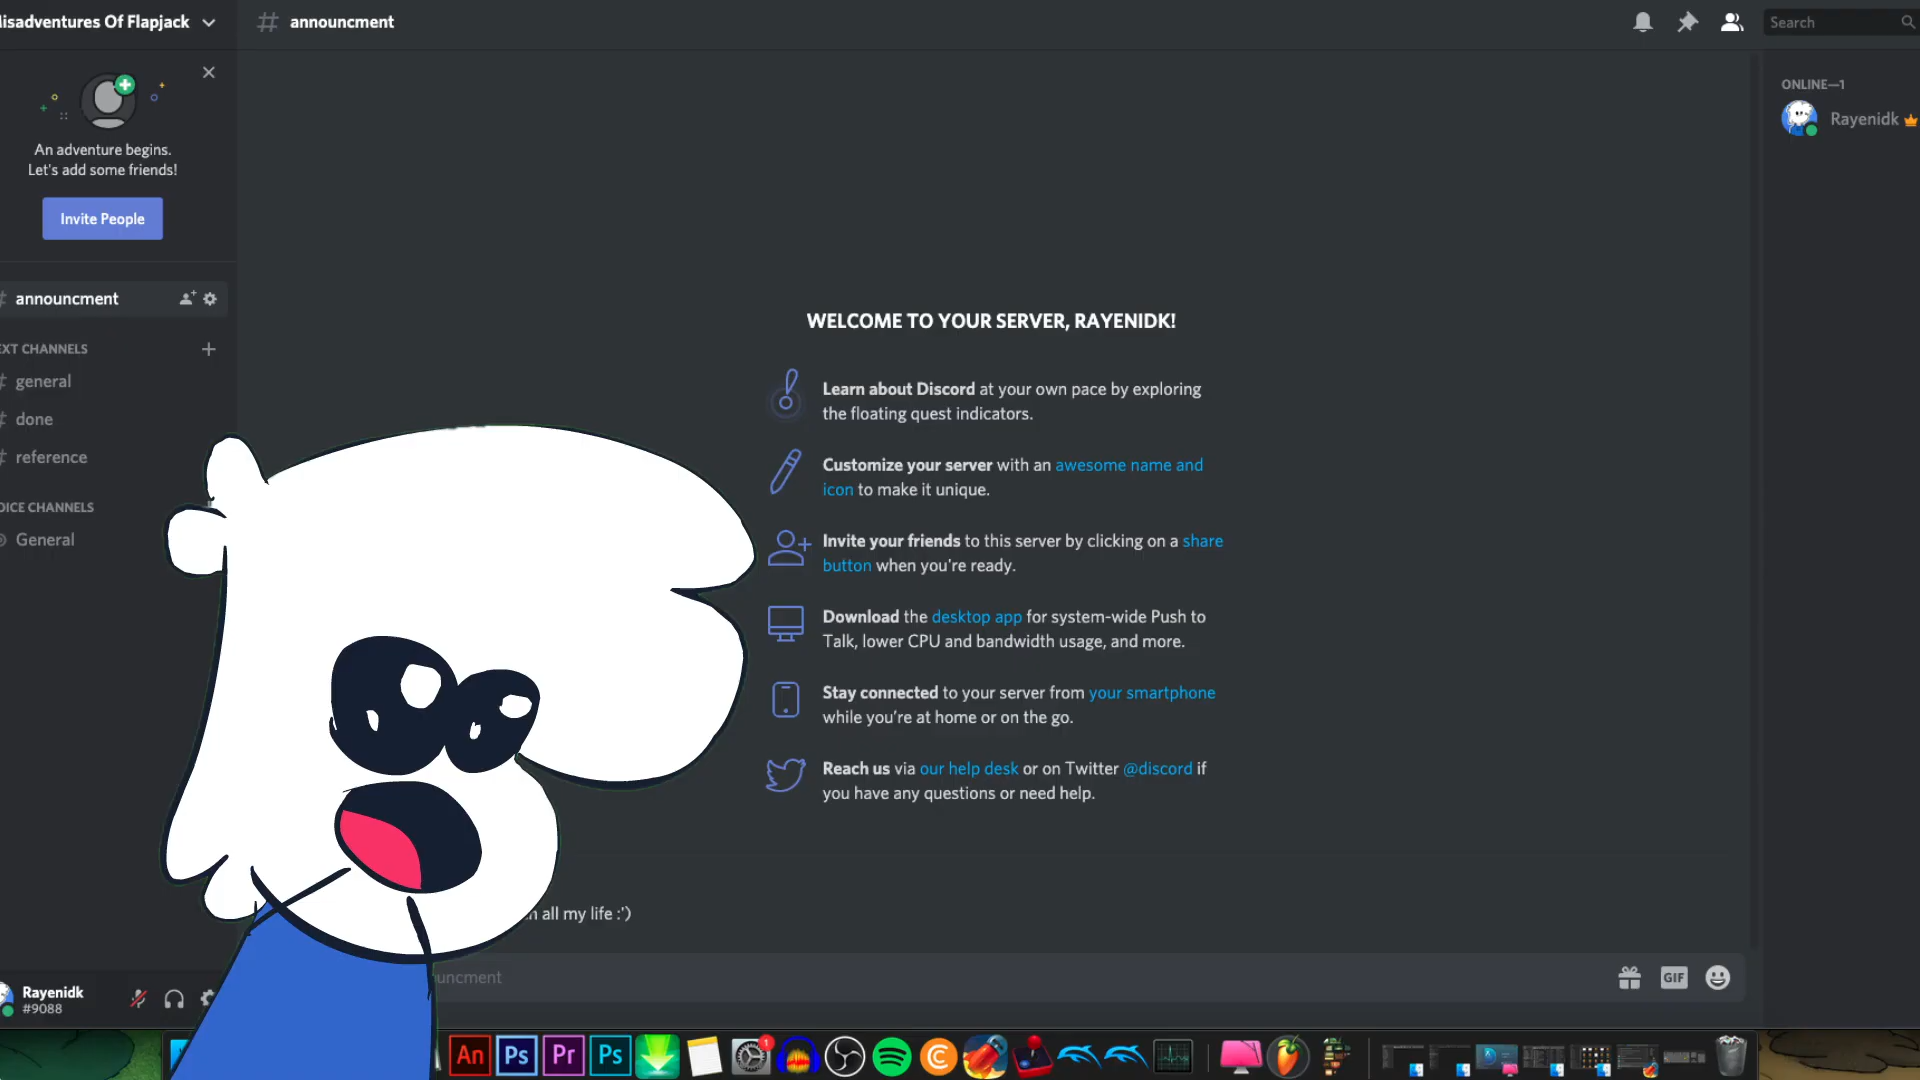 isadventures Of Flapjack
announcment
Search
ONLINE—1
Rayenidk
An adventure begins.
Let's add some friends!
Invite People
announcment
EXT CHANNELS
general
done
reference
OICE CHANNELS
General
WELCOME TO YOUR SERVER, RAYENIDK!
Learn about Discord at your own pace by exploring
the floating quest indicators.
Customize your server with an awesome name and
icon to make it unique.
Invite your friends to this server by clicking on a share
button when you're ready.
Download the desktop app for system-wide Push to
Talk, lower CPU and bandwidth usage, and more.
Stay connected to your server from your smartphone
while you're at home or on the go.
Reach us via our help desk or on Twitter @discord if
you have any questions or need help.
all my life :')
uncment
GIF
Rayenidk
#9088
An Ps Pr Ps 1